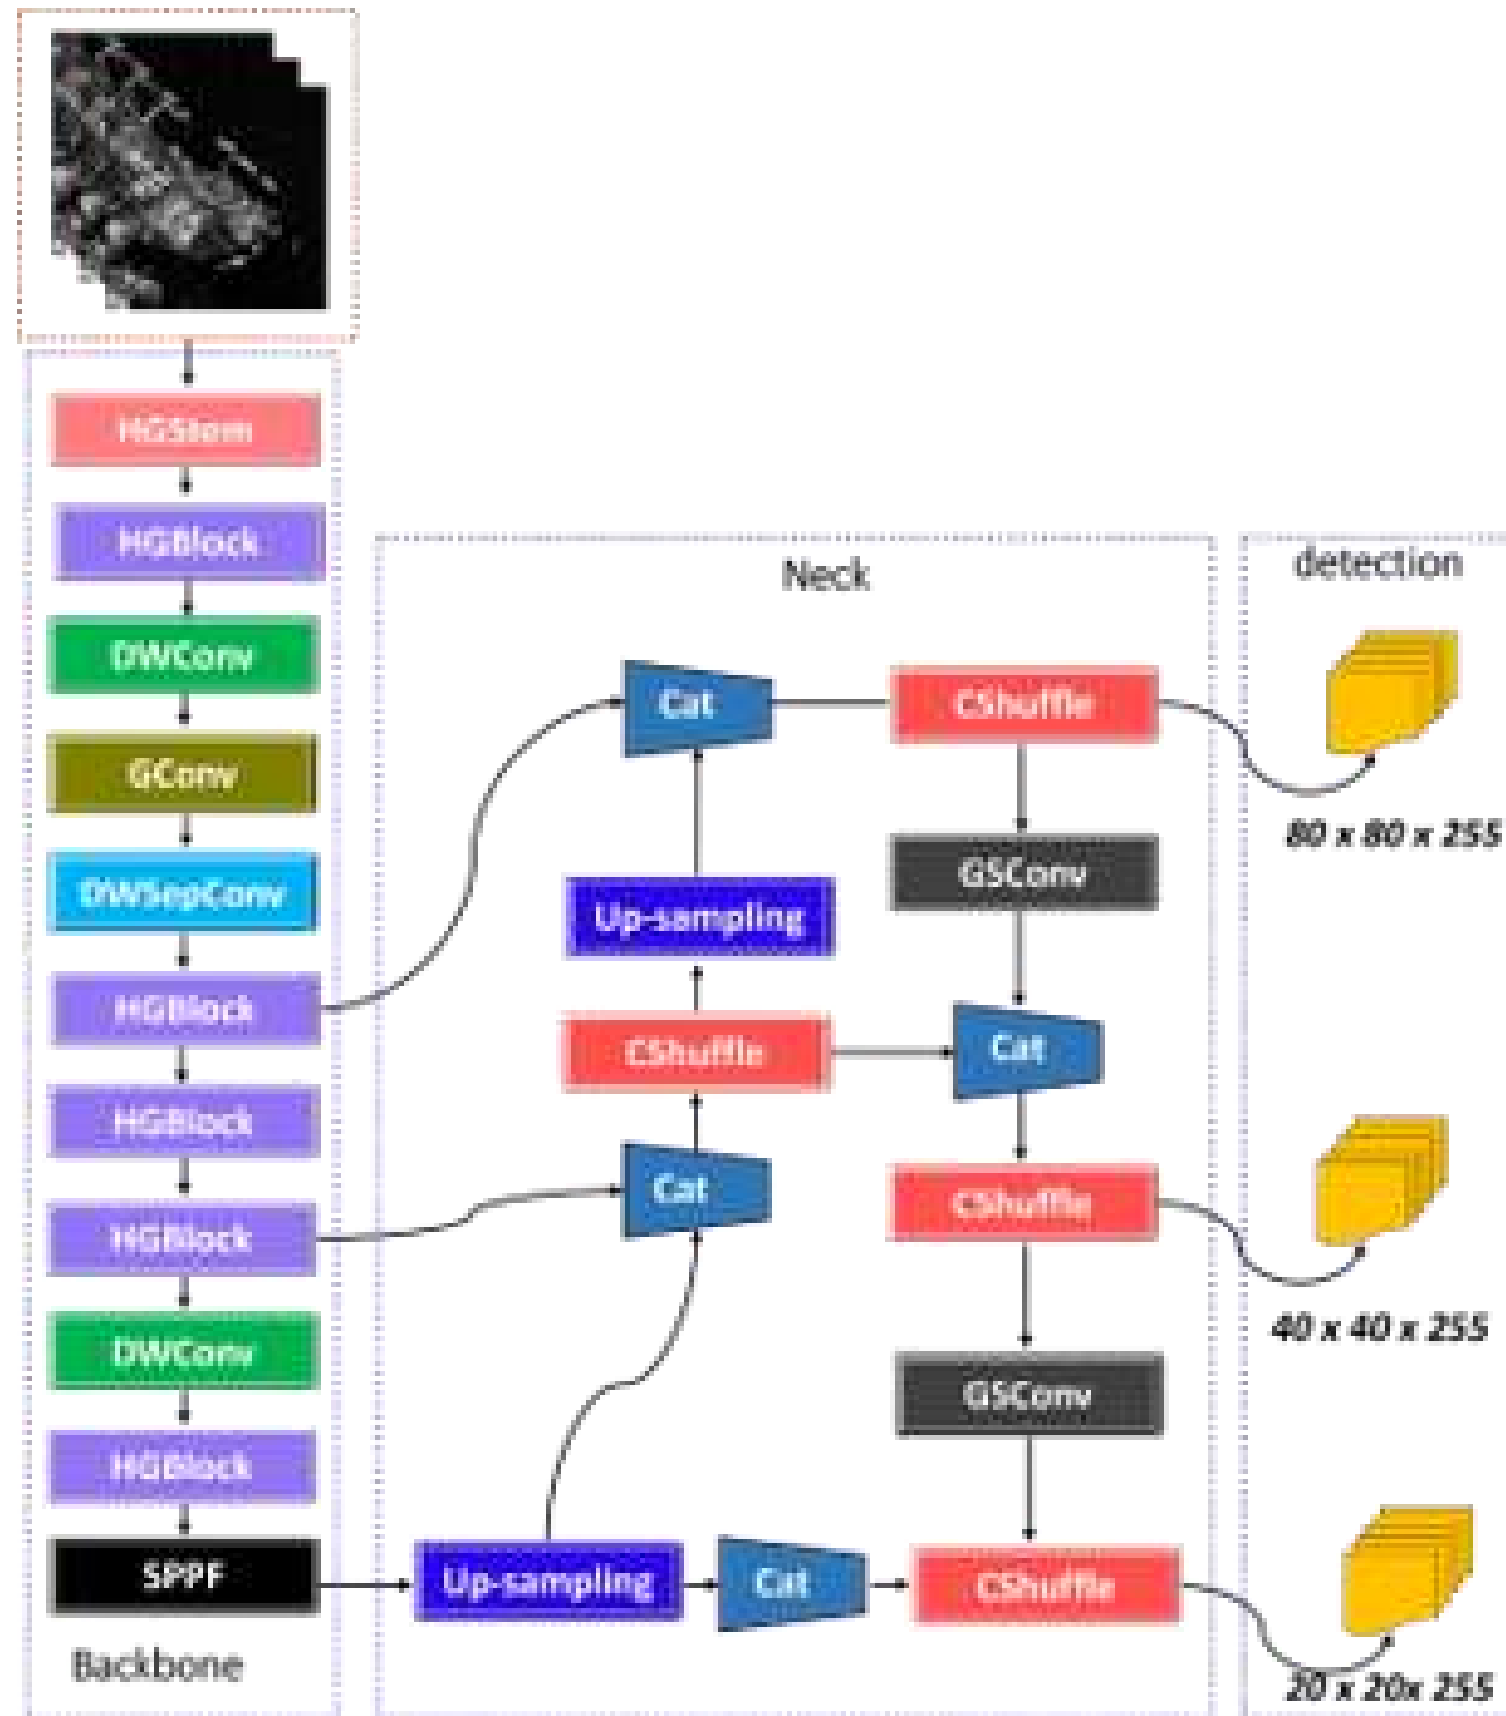 HGStem
HGBlock
DWConv
GConv
DWSepConv
HGBlock
HGBlock
HGBlock
DWConv
HGBlock
SPPF
Backbone
Neck
Cat
CShuffle
GSConv
Up-sampling
CShuffle
Cat
Cat
CShuffle
GSConv
Up-sampling
Cat
CShuffle
detection
80 x 80 x 255
40 x 40 x 255
20 x 20x 255